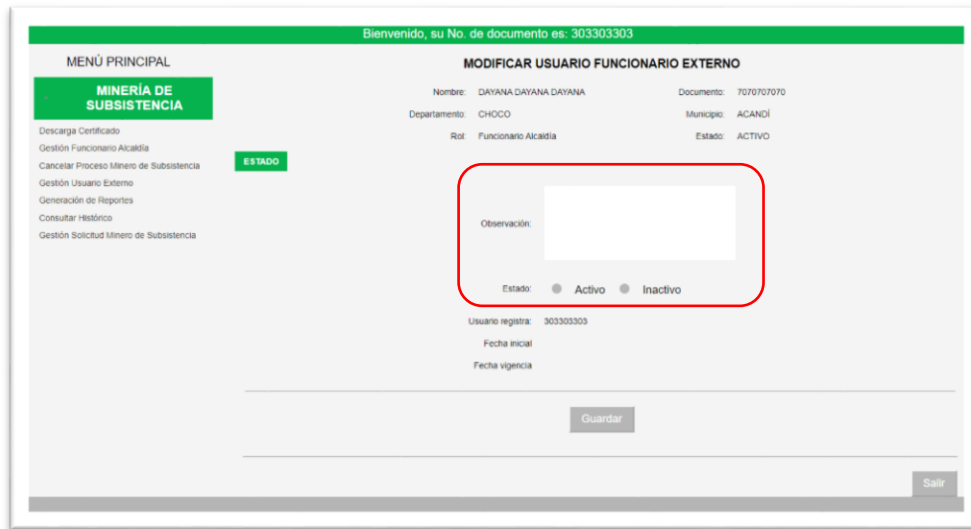 Bienvenido, su No. de documento es: 303303303
MENÚ PRINCIPAL
MINERÍA DE
SUBSISTENCIA
Descarga Certificado
Gestión Funcionario Alcaldía
Cancelar Proceso Minero de Subsistencia
Gestión Usuario Externo
Generación de Reportes
Consultar Histórico
Gestión Solicitud Minero de Subsistencia
MODIFICAR USUARIO FUNCIONARIO EXTERNO
Nombre: DAYANA DAYANA DAYANA Documento: 7070707070
Departamento: CHOCO Municipio: ACANDÍ
Rol: Funcionario Alcaldía Estado: ACTIVO
ESTADO
Observación:
Estado: Activo Inactivo
Usuario registra: 303303303
Fecha inicial
Fecha vigencia
Guardar
Salir